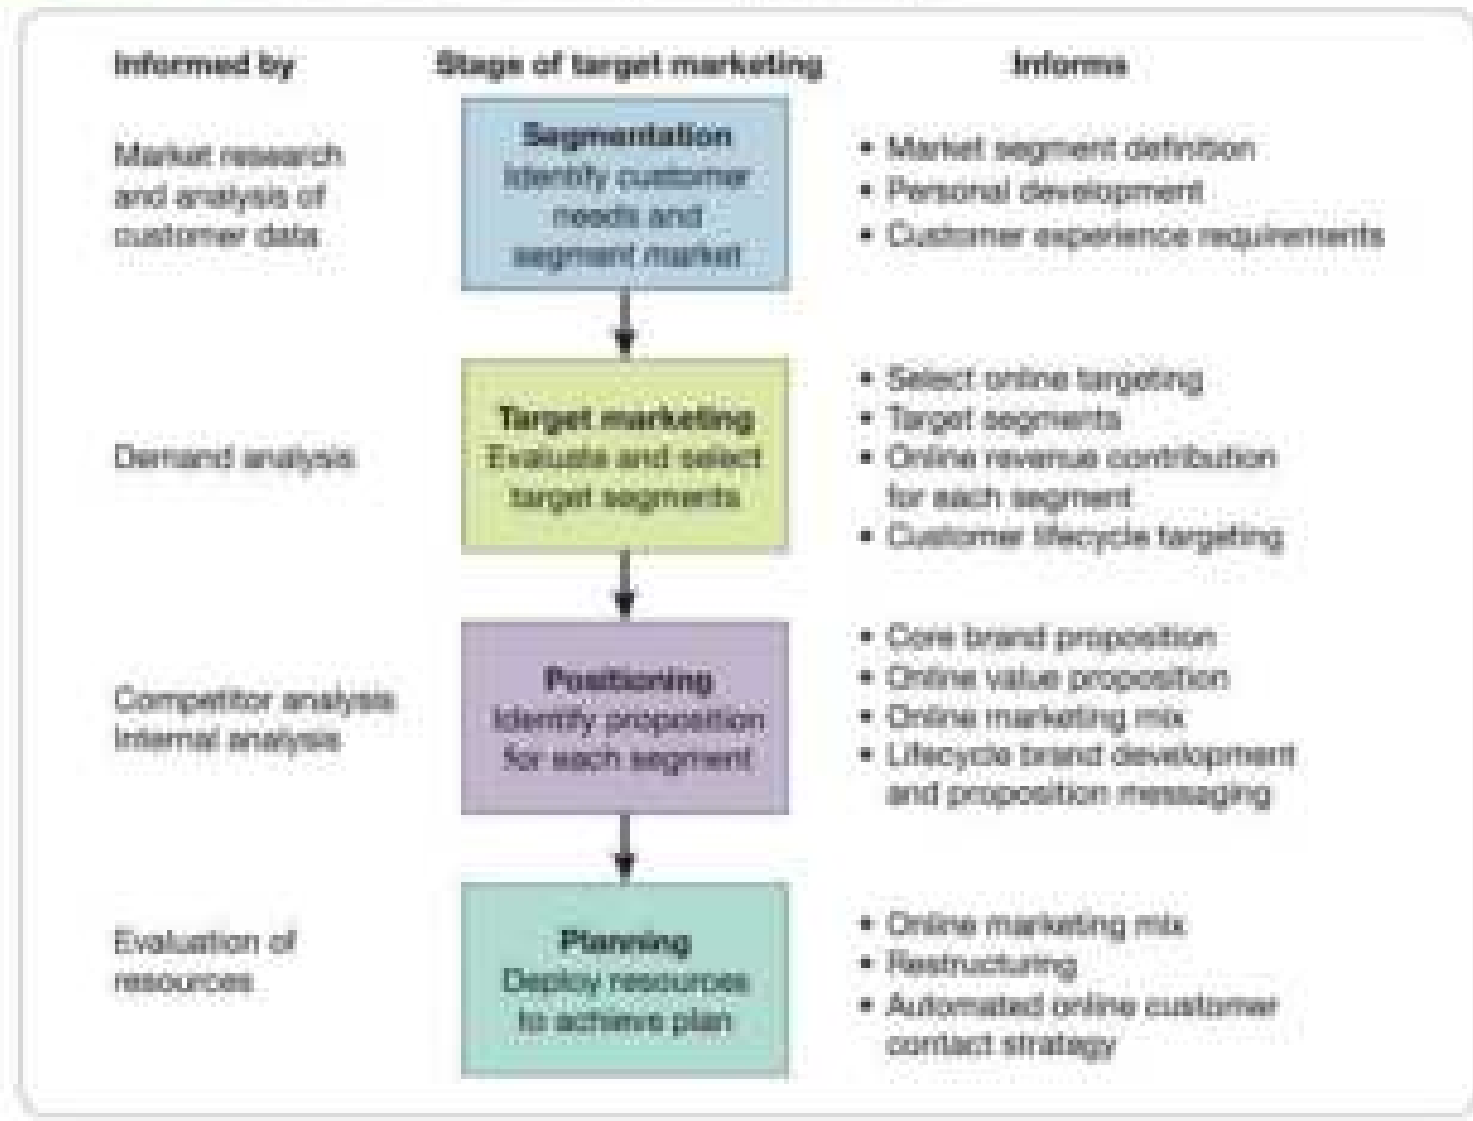 Informed by
Stage of target marketing
Informs
Market research
and analysis of
customer data
Segmentation
Identify customer
needs and
segment market
• Market segment definition
• Personal development
• Customer experience requirements
Demand analysis
Target marketing
Evaluate and select
target segments
• Select online targeting
• Target segments
• Online revenue contribution
for each segment
• Customer lifecycle targeting
Competitor analysis
Internal analysis
Positioning
Identify proposition
for each segment
• Core brand proposition
• Online value proposition
• Online marketing mix
• Lifecycle brand development
and proposition messaging
Evaluation of
resources
Planning
Deploy resources
to achieve plan
• Online marketing mix
• Restructuring
• Automated online customer
contact strategy